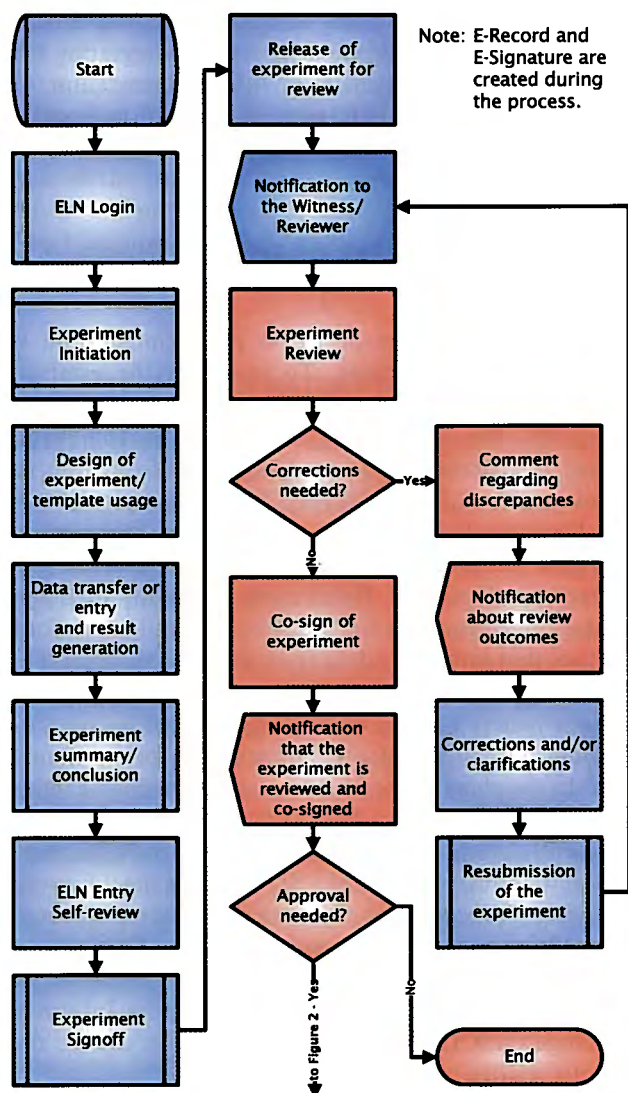 Start
ELN Login
Experiment
Initiation
Design of
experiment/
template usage
Data transfer or
entry
and result
generation
Experiment
summary/
conclusion
ELN Entry
Self-review
Experiment
Signoff
Release of
experiment for
review
Notification to
the Witness/
Reviewer
Experiment
Review
Corrections
needed?
Yes
No
Co-sign of
experiment
Notification
that the
experiment is
reviewed and
co-signed
Approval
needed?
to Figure 2 - Yes
No
Note: E-Record and
E-Signature are
created during
the process.
Comment
regarding
discrepancies
Notification
about review
outcomes
Corrections and/or
clarifications
Resubmission
of the
experiment
End